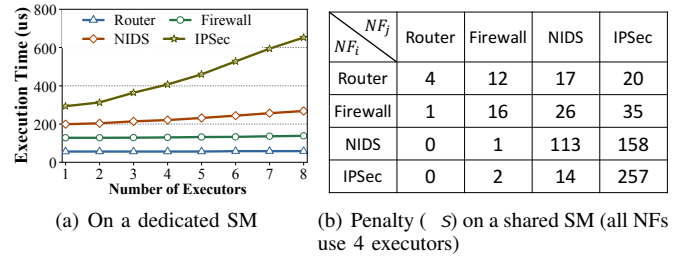 Router Firewall
NIDS IPSec
Execution Time (us)
800
600
400
200
0
1 2 3 4 5 6 7 8
Number of Executors
(a) On a dedicated SM
NFj
NFi
Router Firewall NIDS IPSec
Router 4 12 17 20
Firewall 1 16 26 35
NIDS 0 1 113 158
IPSec 0 2 14 257
(b) Penalty ( s) on a shared SM (all NFs
use 4 executors)